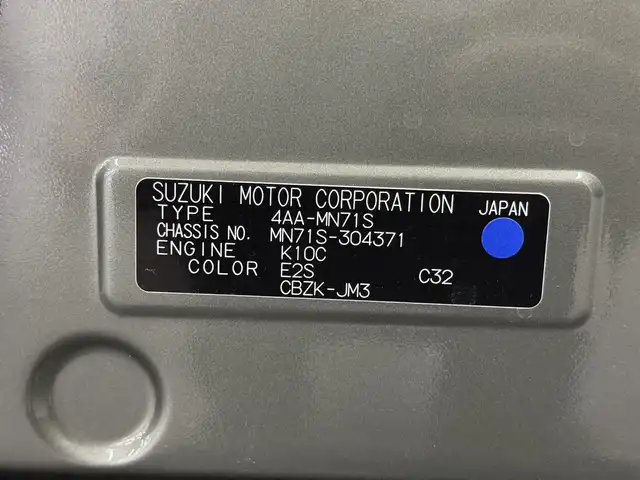 SUZUKI MOTOR CORPORATION
JAPAN
TYPE 4AA-MN71S
CHASSIS NO. MN71S-304371
ENGINE K10C
COLOR E2S C32
CBZK-JM3